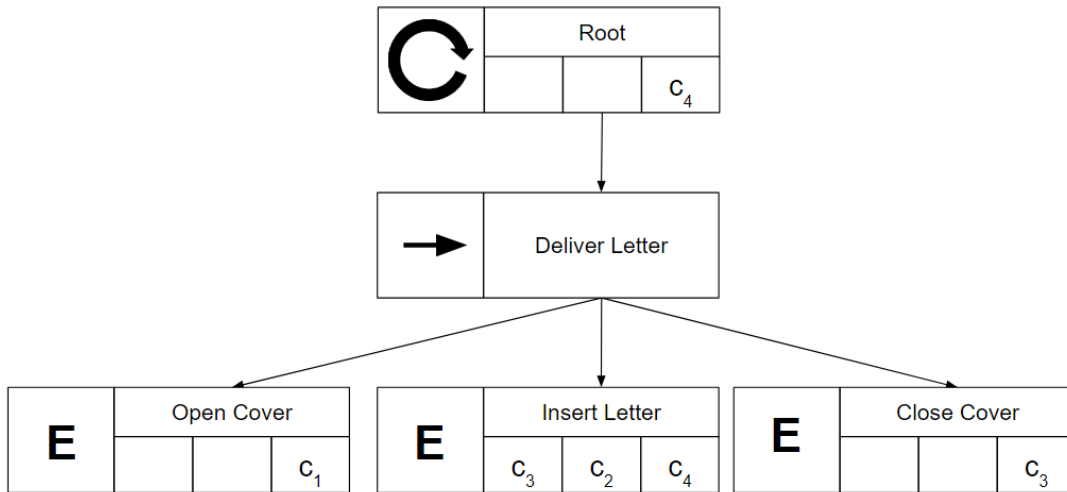 Root
c₄
Deliver Letter
E Open Cover
c₁
E Insert Letter
c₃ c₂ c₄
E Close Cover
c₃